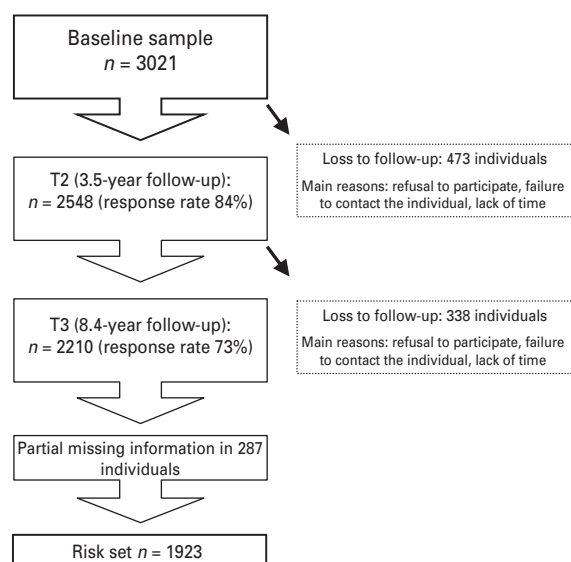 Baseline sample
n = 3021
Loss to follow-up: 473 individuals
Main reasons: refusal to participate, failure
to contact the individual, lack of time
T2 (3.5-year follow-up):
n = 2548 (response rate 84%)
Loss to follow-up: 338 individuals
Main reasons: refusal to participate, failure
to contact the individual, lack of time
T3 (8.4-year follow-up):
n = 2210 (response rate 73%)
Partial missing information in 287
individuals
Risk set n = 1923